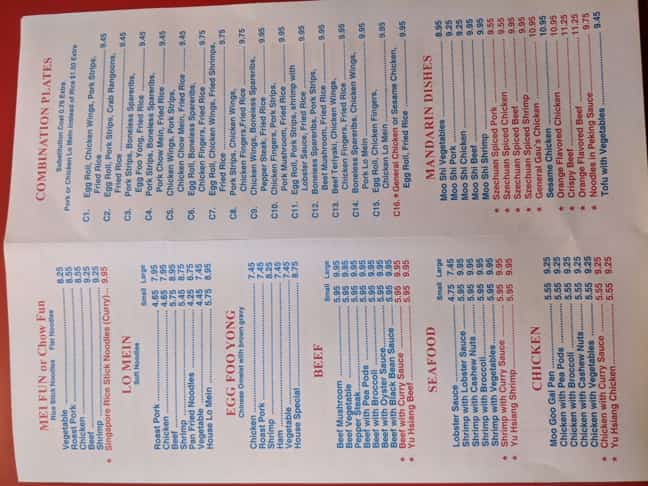 MEI FUN or Chow Fun
Rice Stick Noodles Flat Noodles
Vegetable 8.25
Roast Pork 8.55
Chicken 8.55
Beef 9.25
Shrimp 9.25
★ Singapore Rice Stick Noodles (Curry)... 9.95
LO MEIN
Soft Noodles
Small Large
Roast Pork 4.65 7.95
Chicken 4.65 7.95
Beef 5.75 8.95
Shrimp 5.45 8.75
Pan Fried Noodles 4.25 6.75
Vegetable 4.45 7.45
House Lo Mein 5.75 8.95
EGG FOO YONG
Chinese Omelet with brown gravy
Chicken 7.45
Roast Pork 7.45
Shrimp 8.25
Ham 7.45
Vegetable 7.45
House Special 8.75
BEEF
Small Large
Beef Mushroom 5.95 9.95
Beef Vegetable 5.95 9.95
Pepper Steak 5.95 9.95
Beef with Pea Pods 5.95 9.95
Beef with Broccoli 5.95 9.95
Beef with Oyster Sauce 5.95 9.95
Beef with Black Bean Sauce 5.95 9.95
★ Beef with Curry Sauce 5.95 9.95
★ Yu Hsiang Beef 5.95 9.95
SEAFOOD
Small Large
Lobster Sauce 4.75 7.45
Shrimp with Lobster Sauce 5.95 9.95
Shrimp with Cashew Nuts 5.95 9.95
Shrimp with Broccoli 5.95 9.95
Shrimp with Vegetables 5.95 9.95
★ Shrimp with Curry Sauce 5.95 9.95
★ Yu Hsiang Shrimp 5.95 9.95
CHICKEN
Moo Goo Gai Pan 5.55 9.25
Chicken with Pea Pods 5.55 9.25
Chicken with Broccoli 5.55 9.25
Chicken with Cashew Nuts 5.55 9.25
Chicken with Vegetables 5.55 9.25
★ Chicken with Curry Sauce 5.55 9.25
★ Yu Hsiang Chicken 5.55 9.25
COMBINATION PLATES
Substitution Coal 0.75 Extra
Pork or Chicken Lo Mein instead of Rice $1.50 Extra
C1. Egg Roll, Chicken Wings, Pork Strips,
Fried Rice 9.45
C2. Egg Roll, Pork Strips, Crab Rangoons,
Fried Rice 9.45
C3. Pork Strips, Boneless Spareribs,
Egg Foo Yong, Fried Rice 9.45
C4. Pork Strips, Boneless Spareribs,
Pork Chow Mein, Fried Rice 9.45
C5. Chicken Wings, Pork Strips,
Chicken Chow Mein, Fried Rice 9.45
C6. Egg Roll, Boneless Spareribs,
Chicken Fingers, Fried Rice 9.75
C7. Egg Roll, Chicken Wings, Fried Shrimps,
Fried Rice 9.75
C8. Pork Strips, Chicken Wings,
Chicken Fingers,Fried Rice 9.75
C9. Chicken Wings, Boneless Spareribs,
Pepper Steak, Fried Rice 9.95
C10. Chicken Fingers, Pork Strips,
Pork Mushroom, Fried Rice 9.95
C11. Egg Roll, Pork Strips, shrimp with
Lobster Sauce, Fried Rice 9.95
C12. Boneless Spareribs, Pork Strips,
Beef Mushroom, Fried Rice 9.95
C13. Beef Teriyaki, Chicken Wings,
Chicken Fingers, Fried Rice 9.95
C14. Boneless Spareribs, Chicken Wings,
Pork Lo Mein 9.95
C15. Egg Roll, Chicken Fingers,
Chicken Lo Mein 9.95
C16. ★ General Chicken or Sesame Chicken,
Egg Roll, Fried Rice 9.95
MANDARIN DISHES
Moo Shi Vegetables 8.95
Moo Shi Pork 9.25
Moo Shi Chicken 9.25
Moo Shi Beef 9.95
Moo Shi Shrimp 9.95
★ Szechuan Spiced Pork 9.55
★ Szechuan Spiced Chicken 9.55
★ Szechuan Spiced Beef 9.95
★ Szechuan Spiced Shrimp 9.95
★ General Gau's Chicken 10.95
Sesame Chicken 10.95
★ Orange Flavored Chicken 10.95
★ Crispy Beef 11.25
★ Orange Flavored Beef 11.25
★ Noodles in Peking Sauce 9.75
Tofu with Vegetables 9.45